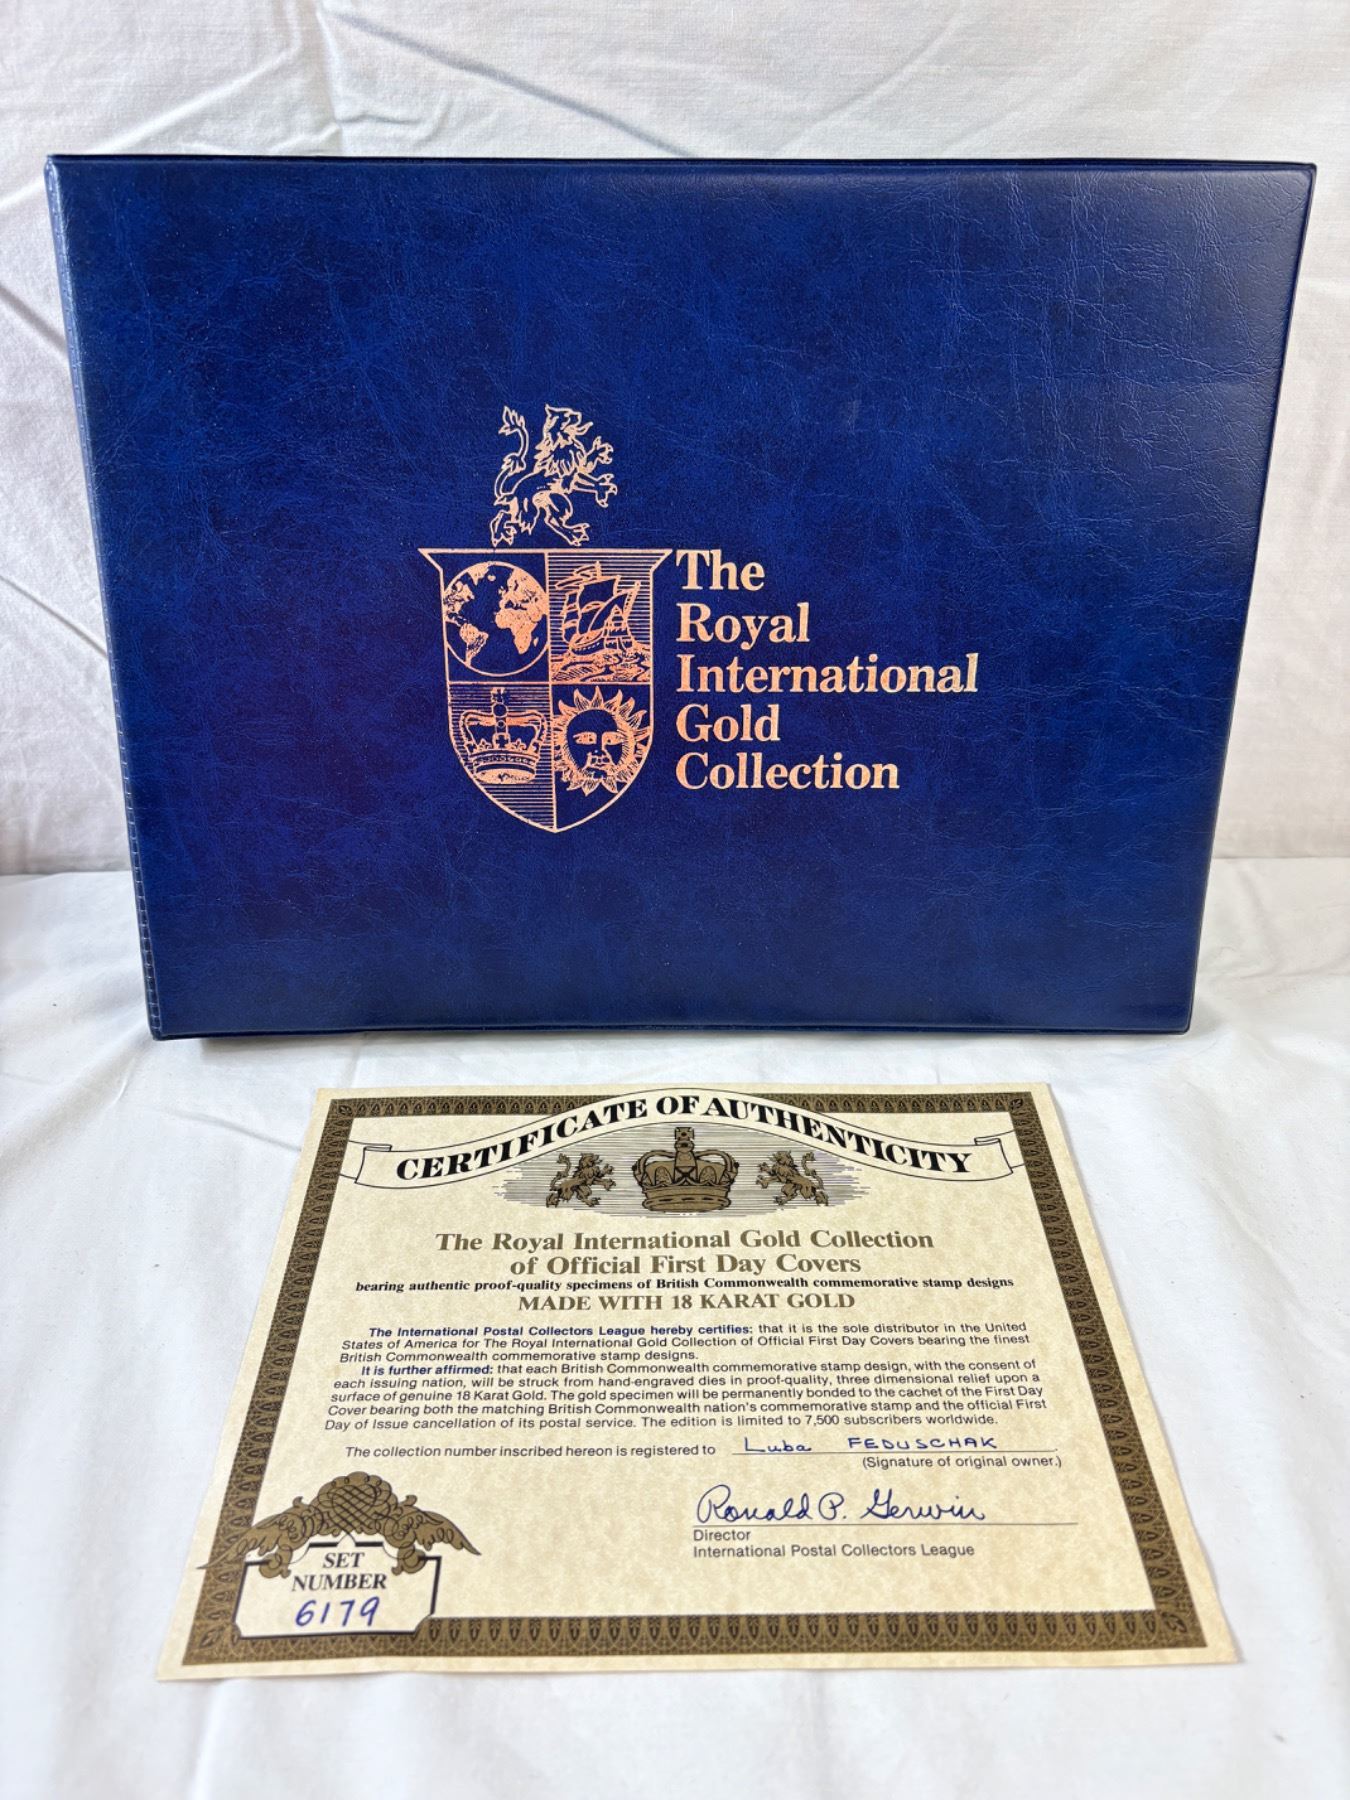 The
Royal
International
Gold
Collection
CERTIFICATE OF AUTHENTICITY
The Royal International Gold Collection
of Official First Day Covers
bearing authentic proof-quality specimens of British Commonwealth commemorative stamp designs
MADE WITH 18 KARAT GOLD
The International Postal Collectors League hereby certifies: that it is the sole distributor in the United
States of America for The Royal International Gold Collection of Official First Day Covers bearing the finest
British Commonwealth commemorative stamp designs.
It is further affirmed: that each British Commonwealth commemorative stamp design, with the consent of
each issuing nation, will be struck from hand-engraved dies in proof-quality, three dimensional relief upon a
surface of genuine 18 Karat Gold. The gold specimen will be permanently bonded to the cachet of the First Day
Cover bearing both the matching British Commonwealth nation's commemorative stamp and the official First
Day of Issue cancellation of its postal service. The edition is limited to 7,500 subscribers worldwide.
The collection number inscribed hereon is registered to Luba FEDUSCHAK.
(Signature of original owner.)
Ronald P. Gerwin
Director
International Postal Collectors League
SET
NUMBER
6179